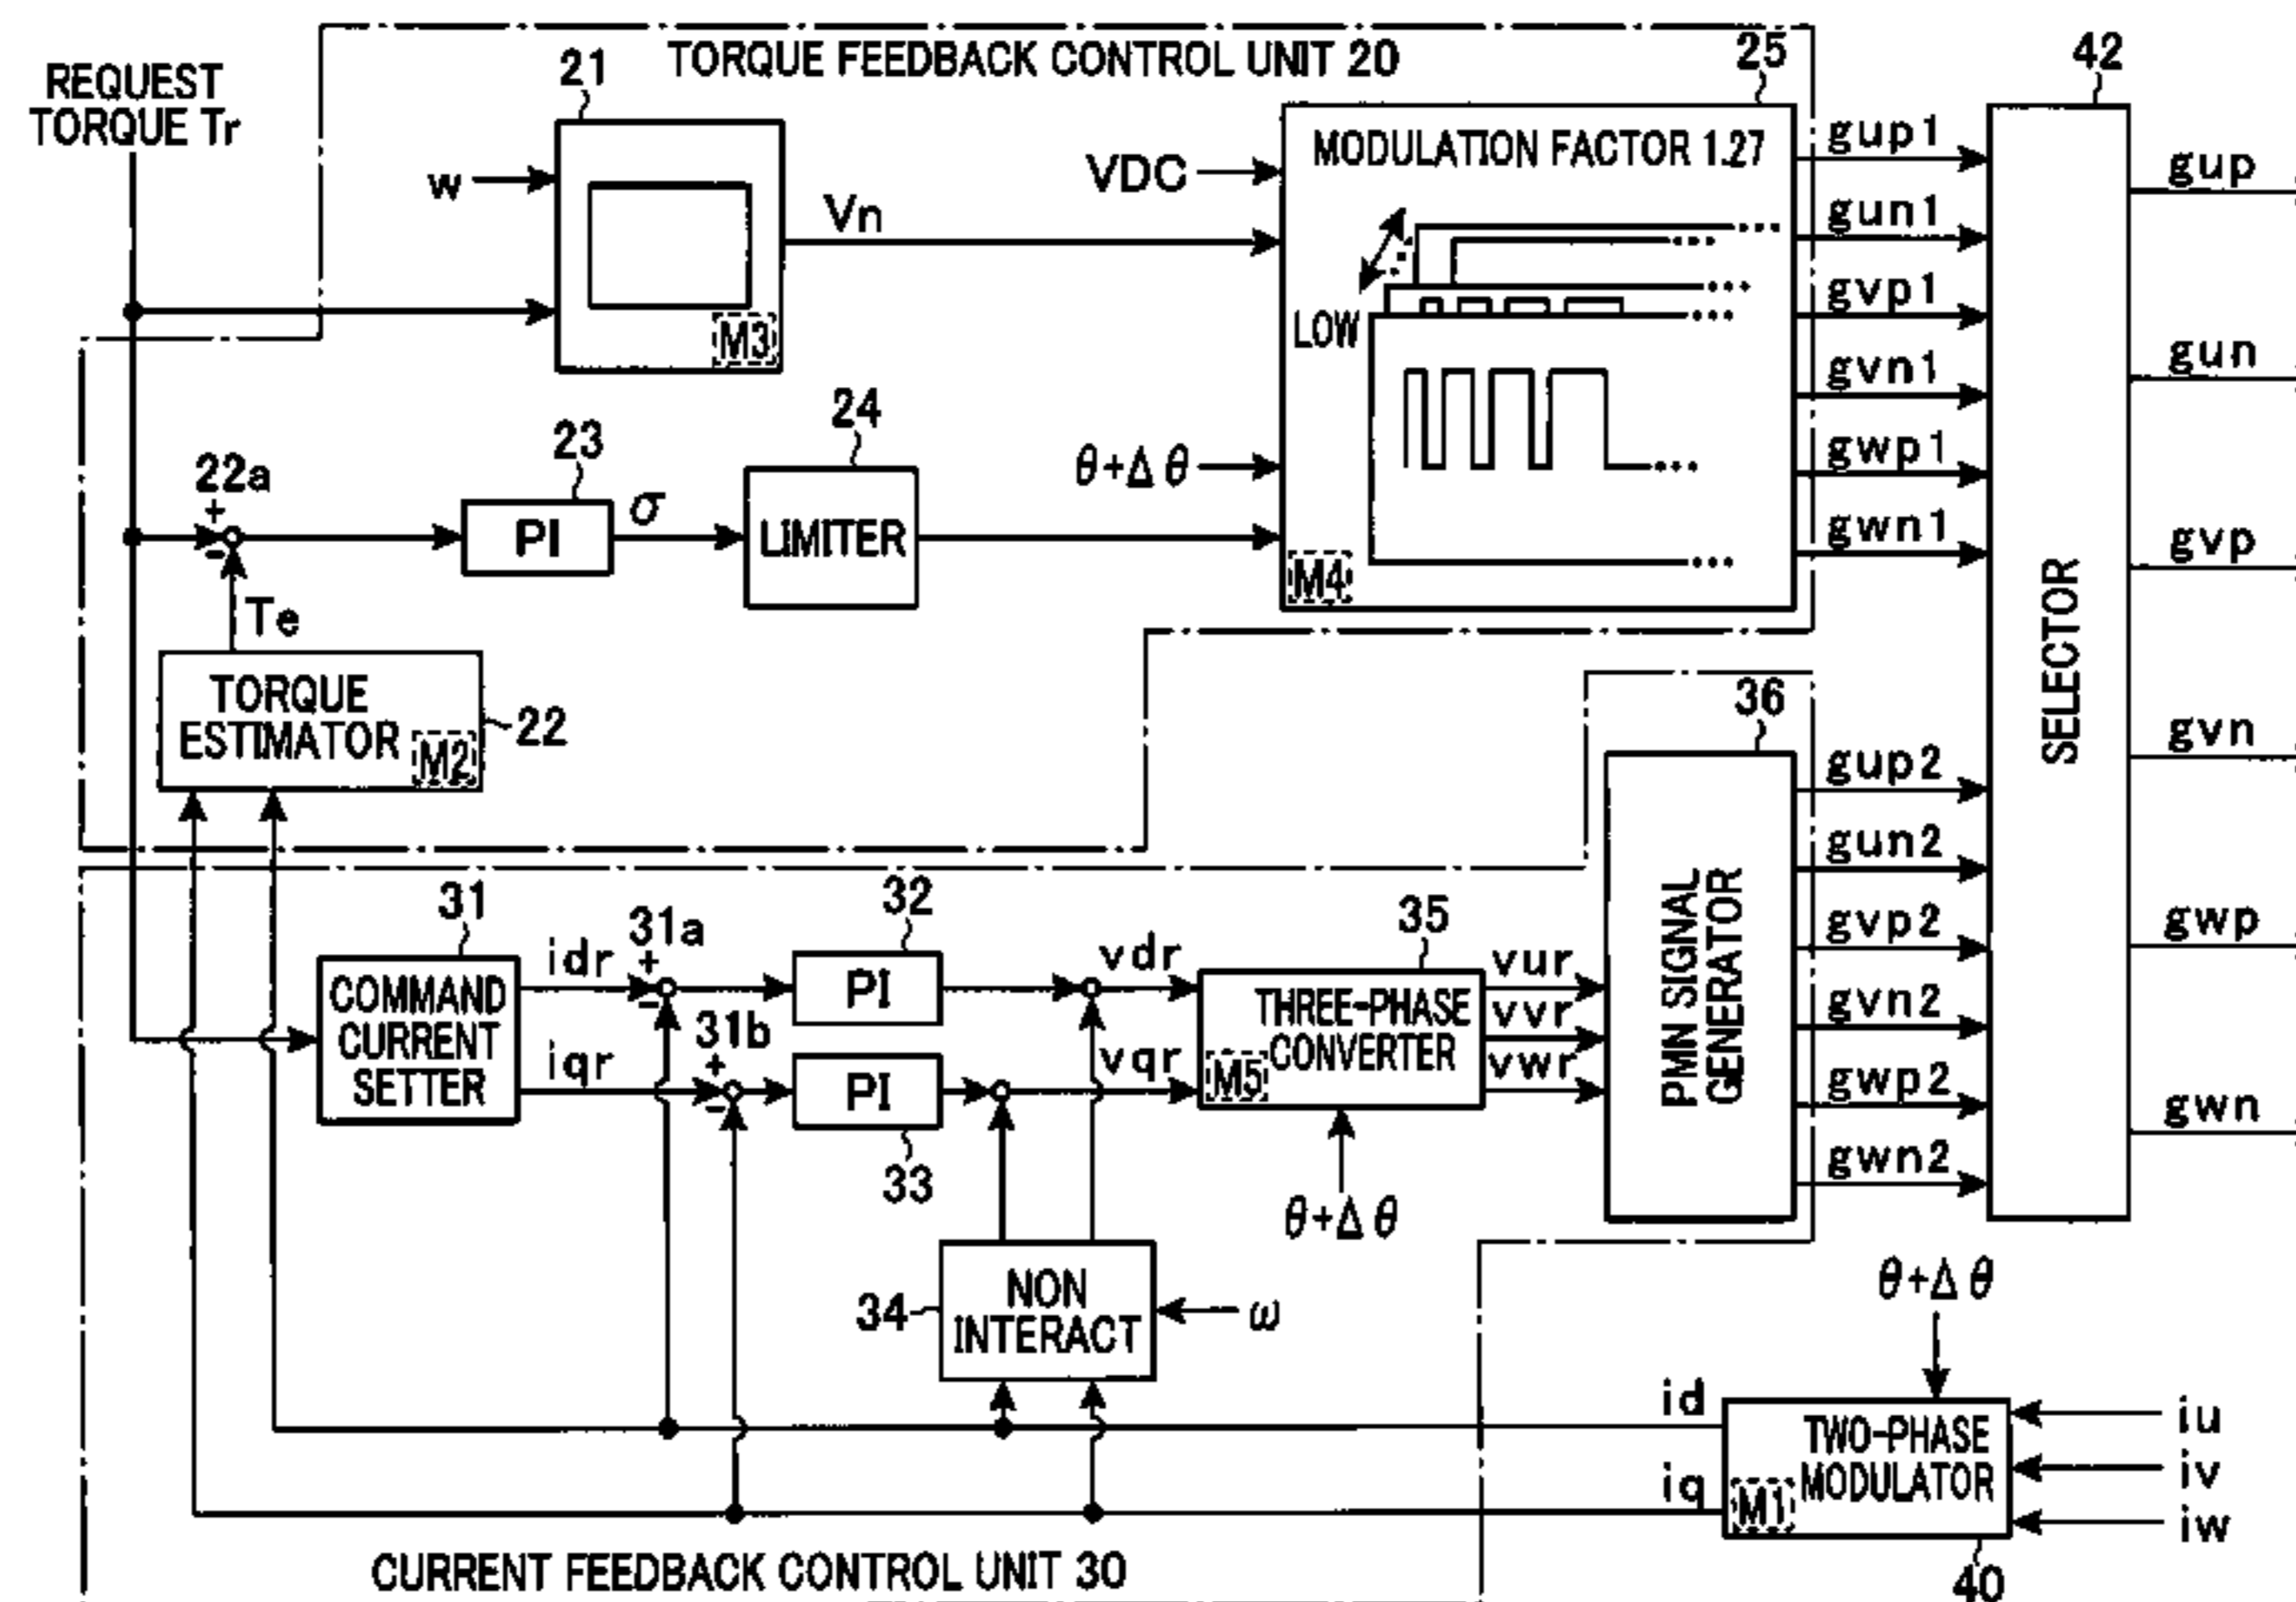 TORQUE FEEDBACK CONTROL UNIT 20
REQUEST
TORQUE Tr
21
w
Vn
M3
25
VDC
MODULATION FACTOR 1.27
LOW
θ+Δθ
M4
42
gup1
gun1
gvp1
gvn1
gwp1
gwn1
SELECTOR
gup
gun
gvp
gvn
gwp
gwn
22a
+
-
23
PI
σ
24
LIMITER
Te
TORQUE
ESTIMATOR
M2
22
36
PMN SIGNAL
GENERATOR
gup2
gun2
gvp2
gvn2
gwp2
gwn2
31
COMMAND
CURRENT
SETTER
idr
iqr
31a
+
-
31b
+
-
32
PI
PI
33
vdr
vqr
35
THREE-PHASE
CONVERTER
M5
vur
vvr
vwr
θ+Δθ
34
NON
INTERACT
ω
θ+Δθ
id
iq
TWO-PHASE
MODULATOR
M1
iu
iv
iw
40
CURRENT FEEDBACK CONTROL UNIT 30